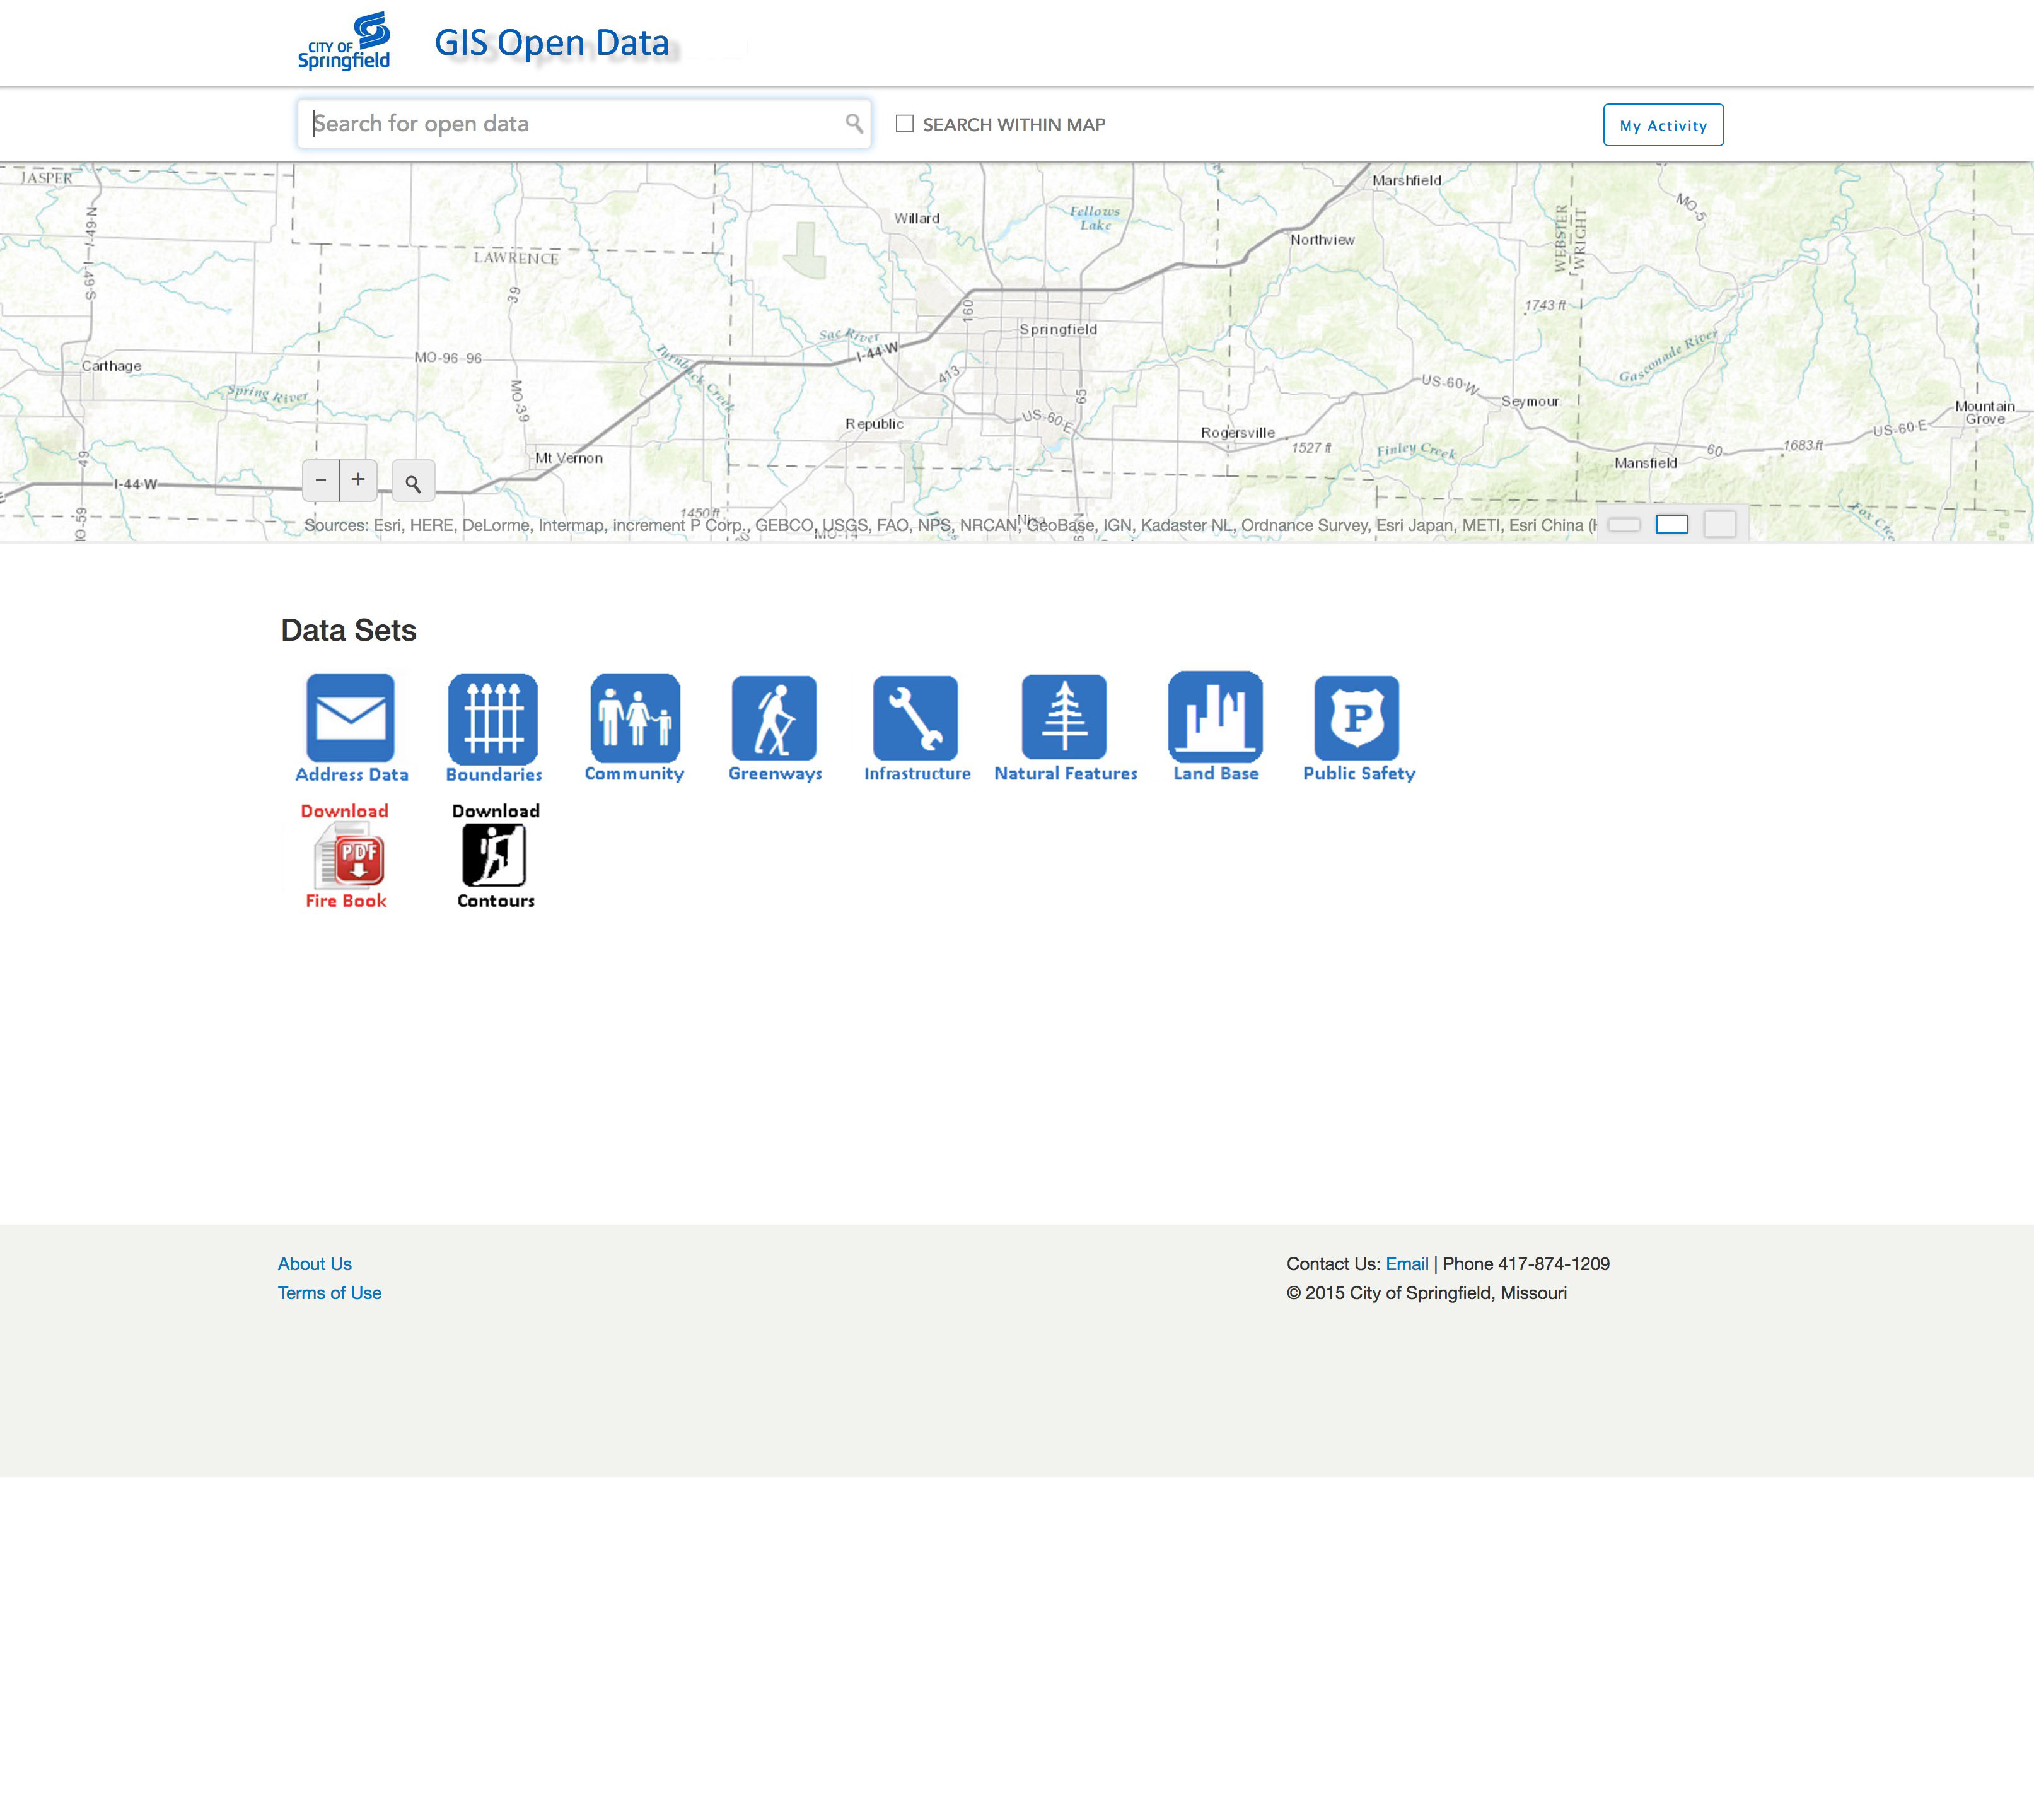 CITY OF
Springfield
GIS Open Data
Search for open data
SEARCH WITHIN MAP
My Activity
JASPER
Marshfield
MO-5
S-64-I--I-49-N
Willard
Fellows
Lake
WEBSTER
WRIGHT
Northview
LAWRENCE
39
160
1743 ft
Springfield
Sac River
I-44-W
MO-96-96
Turnback Creek
Gasconade River
Carthage
413
Spring River
MO-39
65
US-60-W
Seymour
Mountain
Grove
US-60 E
Republic
Rogersville
1527 ft
Finley Creek
US-60 E
1683 ft
60
Mansfield
49
Mt Vernon
− +
I-44-W
1450 ft
Fox Creek
Sources: Esri, HERE, DeLorme, Intermap, increment P Corp., GEBCO, USGS, FAO, NPS, NRCAN, GeoBase, IGN, Kadaster NL, Ordnance Survey, Esri Japan, METI, Esri China (
MO-14
Data Sets
Address Data
Boundaries
Community
Greenways
Infrastructure
Natural Features
Land Base
P
Public Safety
Download
PDF
Fire Book
Download
Contours
About Us
Terms of Use
Contact Us: Email | Phone 417-874-1209
© 2015 City of Springfield, Missouri